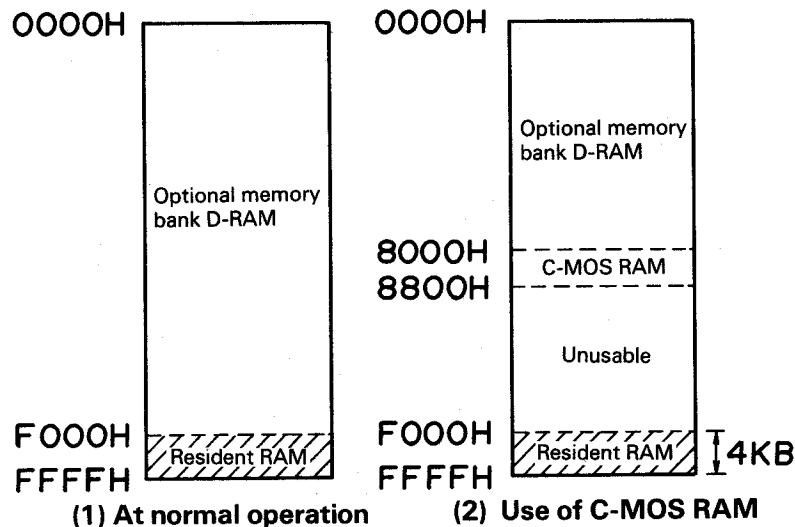 0000H
Optional memory
bank D-RAM
F000H
Resident RAM
FFFFH
(1) At normal operation
0000H
Optional memory
bank D-RAM
8000H
C-MOS RAM
8800H
Unusable
F000H
Resident RAM
4KB
FFFFH
(2) Use of C-MOS RAM